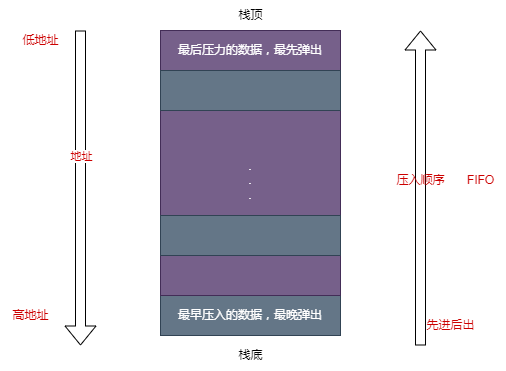 栈顶
低地址
最后压力的数据，最先弹出
地址
.
.
.
压入顺序 FIFO
高地址
最早压入的数据，最晚弹出
先进后出
栈底